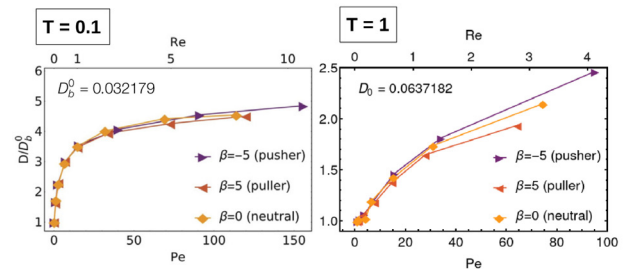 T = 0.1
T = 1
Re
0 1 5 10
D_b^0 = 0.032179
6
5
4
3
2
1
D/D_b^0
β=−5 (pusher)
β=5 (puller)
β=0 (neutral)
0 50 100 150
Pe
Re
0 1 2 3 4
D_0 = 0.0637182
2.5
2.0
1.5
1.0
β=−5 (pusher)
β=5 (puller)
β=0 (neutral)
0 20 40 60 80 100
Pe